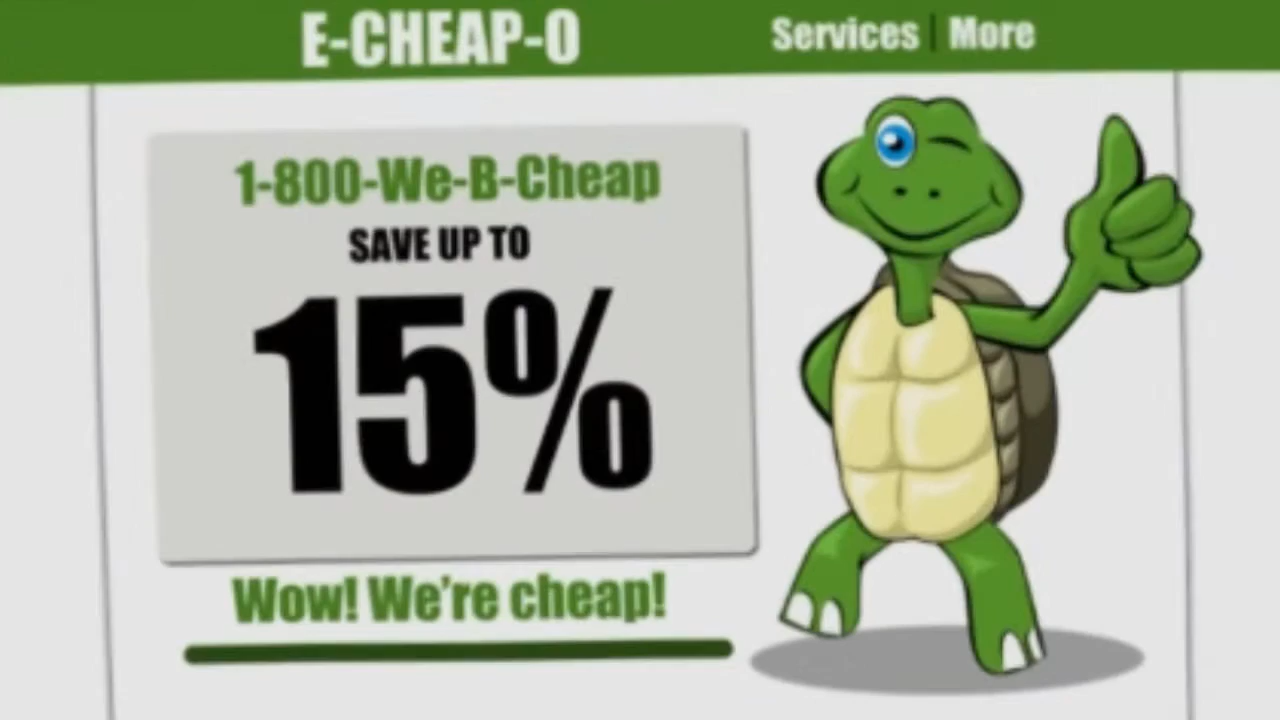 E-CHEAP-O
Services | More
1-800-We-B-Cheap
SAVE UP TO
15%
Wow! We're cheap!